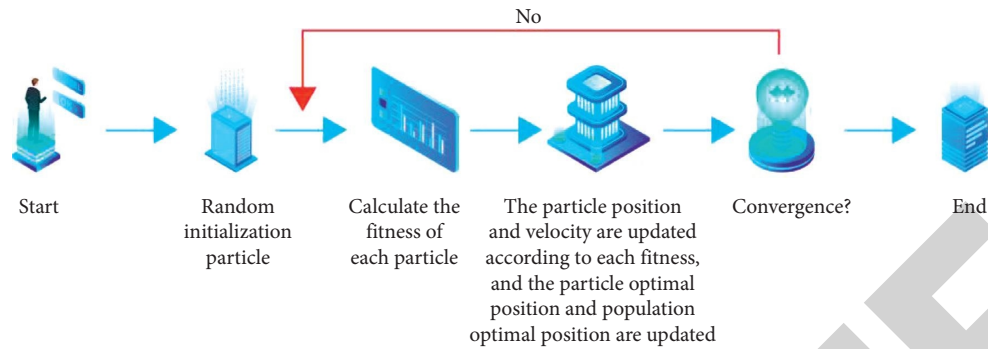 No
Start
Random
initialization
particle
Calculate the
fitness of
each particle
The particle position
and velocity are updated
according to each fitness,
and the particle optimal
position and population
optimal position are updated
Convergence?
End